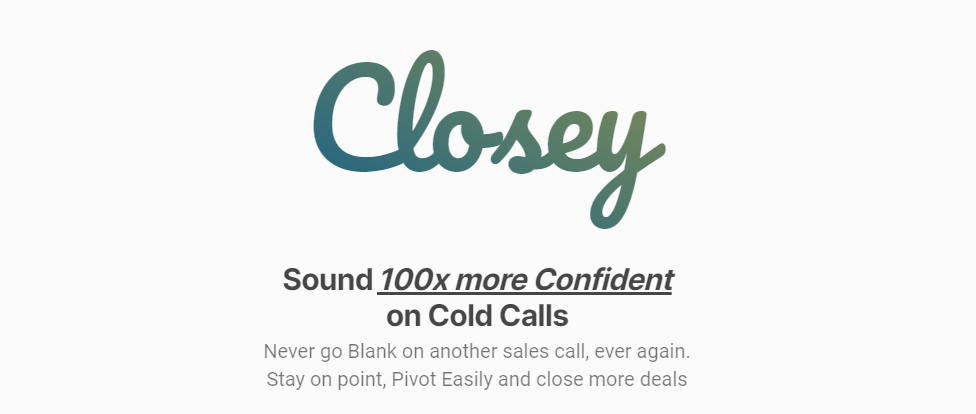 Closey
Sound 100x more Confident
on Cold Calls
Never go Blank on another sales call, ever again.
Stay on point, Pivot Easily and close more deals